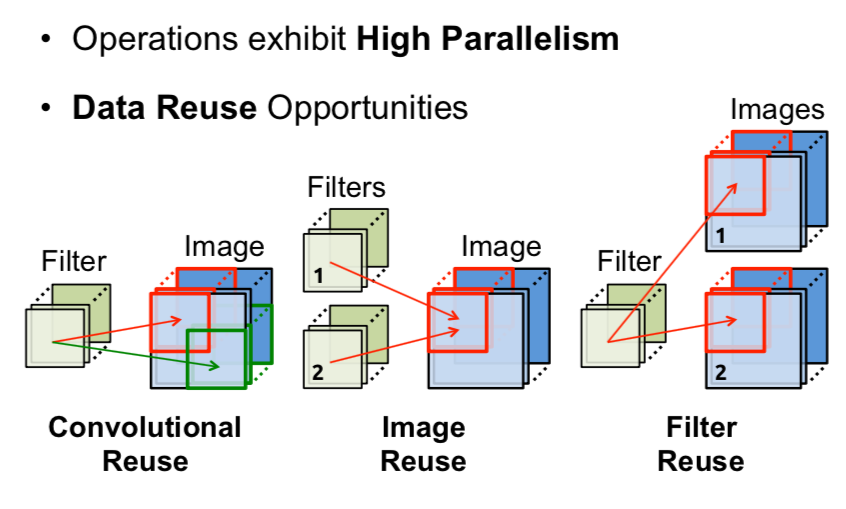 • Operations exhibit High Parallelism
• Data Reuse Opportunities
Filter
Image
Convolutional
Reuse
Filters
1
2
Image
Image
Reuse
Images
1
Filter
2
Filter
Reuse